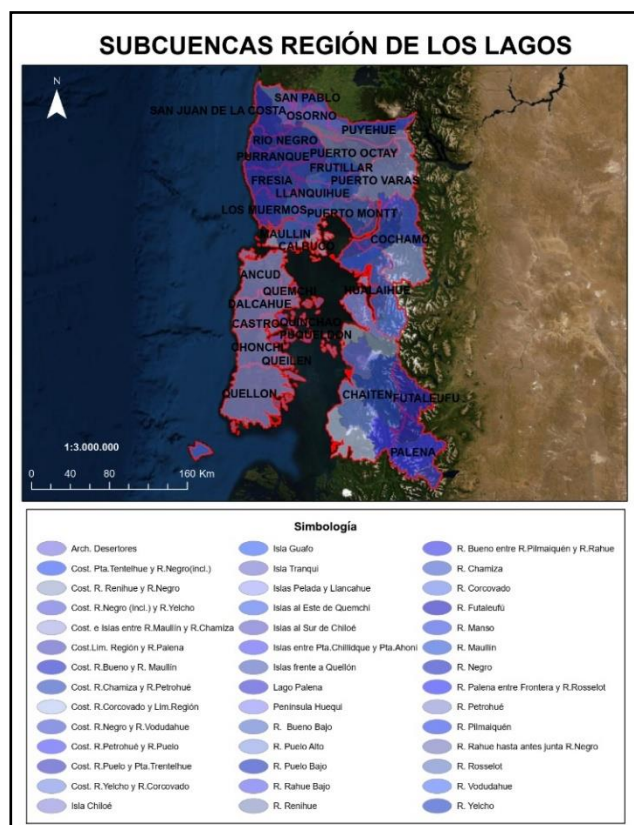 SUBCUENCAS REGIÓN DE LOS LAGOS
N
SAN PABLO
SAN JUAN DE LA COSTA
OSORNO
PUYEHUE
RIO NEGRO
PURRANQUE
PUERTO OCTAY
FRUTILLAR
FRESIA
PUERTO VARAS
LLANQUIHUE
LOS MUERMOS
PUERTO MONTT
MAULLIN
CALBUCO
COCHAMO
ANCUD
QUEMCHI
HUALAIHUE
DALCAHUE
CASTRO
QUINCHAO
PUQUELDON
CHONCHI
QUEILEN
QUELLON
CHAITEN
FUTALEUFU
PALENA
1:3.000.000
0 40 80 160 Km
Simbología
Arch. Desertores
Cost. Pta.Tentelhue y R.Negro(incl.)
Cost. R. Reñihue y R.Negro
Cost. R.Negro (Incl.) y R.Yelcho
Cost. e Islas entre R.Maullín y R.Chamiza
Cost.Lim. Región y R.Palena
Cost. R.Bueno y R. Maullín
Cost. R.Chamiza y R.Petrohué
Cost. R.Corcovado y Lim.Región
Cost. R.Negro y R.Vodudahue
Cost. R.Petrohué y R.Puelo
Cost. R.Puelo y Pta.Trentelhue
Cost. R.Yelcho y R.Corcovado
Isla Chiloé
Isla Guafo
Isla Tranqui
Islas Pelada y Llancahue
Islas al Este de Quemchi
Islas al Sur de Chiloé
Islas entre Pta.Chillidque y Pta.Ahoni
Islas frente a Quellón
Lago Palena
Península Huequi
R. Bueno Bajo
R. Puelo Alto
R. Puelo Bajo
R. Rahue Bajo
R. Renihue
R. Bueno entre R.Pilmaiquén y R.Rahue
R. Chamiza
R. Corcovado
R. Futaleufú
R. Manso
R. Maullín
R. Negro
R. Palena entre Frontera y R.Rosselot
R. Petrohué
R. Pilmaiquén
R. Rahue hasta antes junta R.Negro
R. Rosselot
R. Vodudahue
R. Yelcho